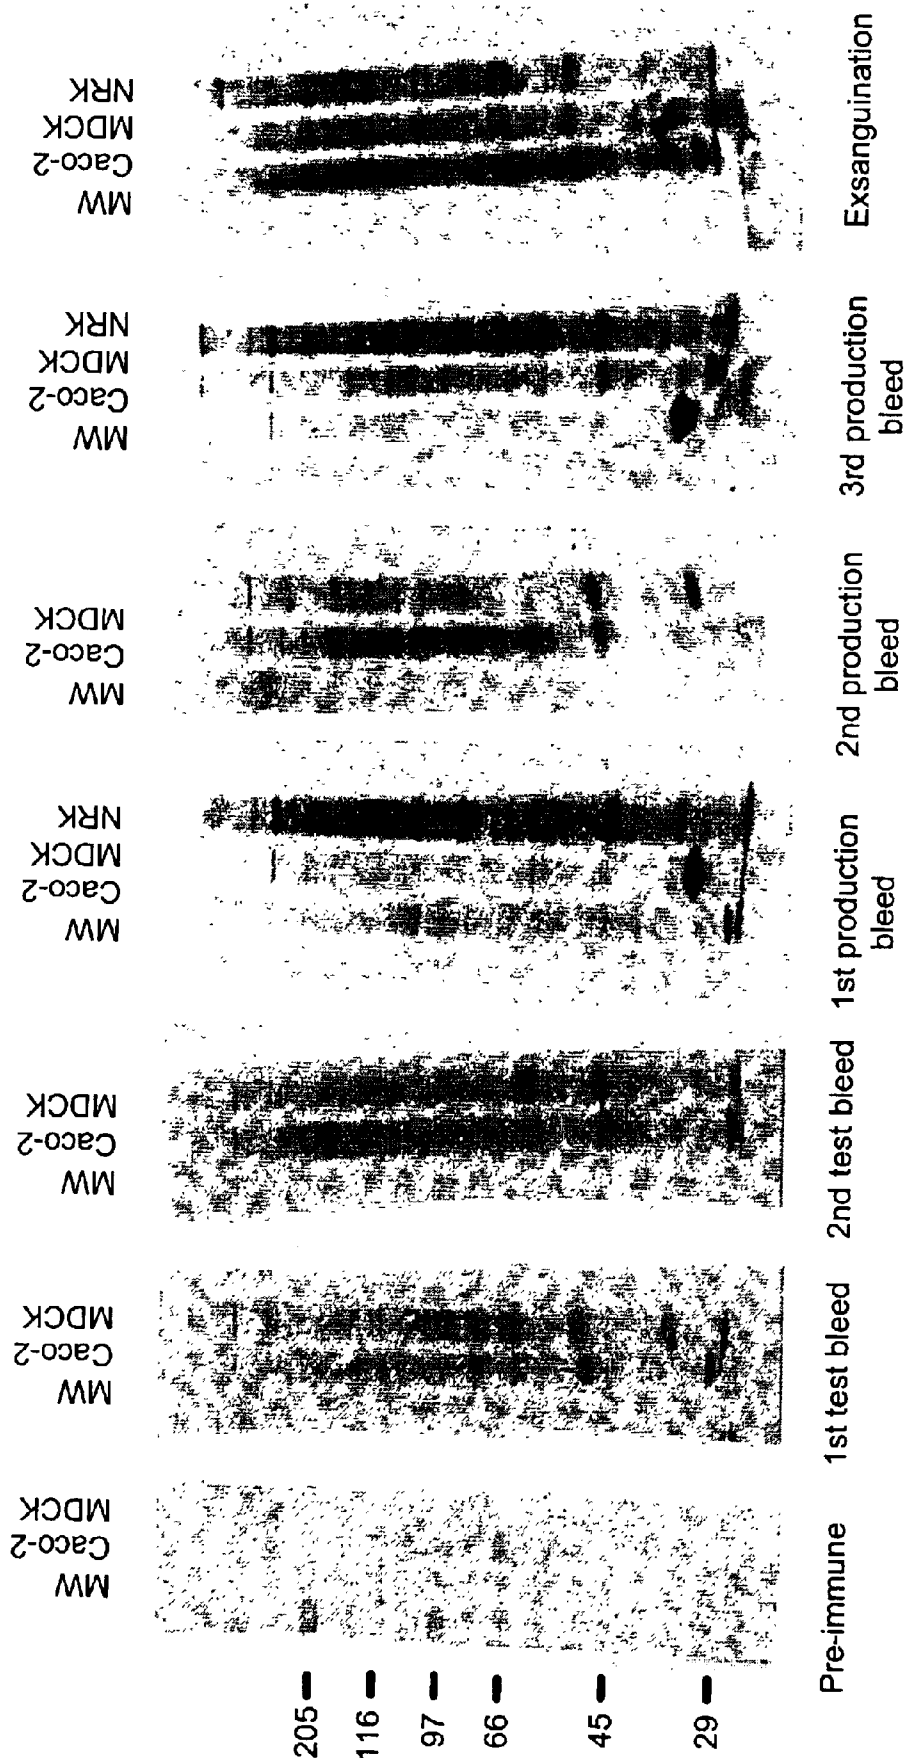 MW
Caco-2
MDCK
Pre-immune
MW
Caco-2
MDCK
1st test bleed
MW
Caco-2
MDCK
2nd test bleed
MW
Caco-2
MDCK
NRK
1st production
bleed
MW
Caco-2
MDCK
2nd production
bleed
MW
Caco-2
MDCK
NRK
3rd production
bleed
MW
Caco-2
MDCK
NRK
Exsanguination
205
116
97
66
45
29